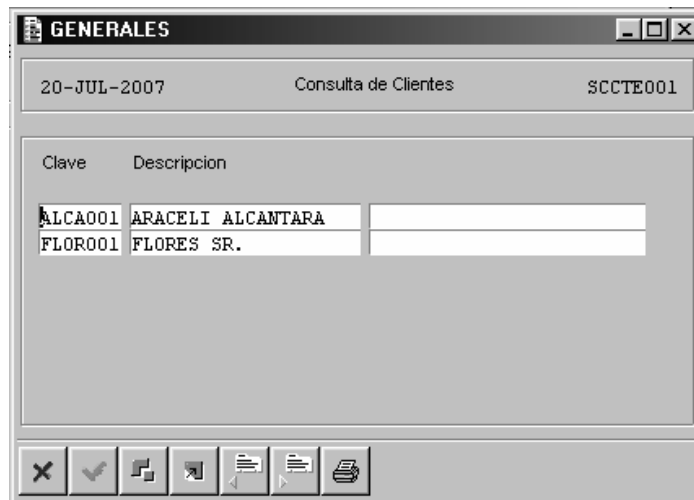 GENERALES
20-JUL-2007 Consulta de Clientes SCCTE001
Clave Descripcion
ALCA001 ARACELI ALCANTARA
FLOR001 FLORES SR.